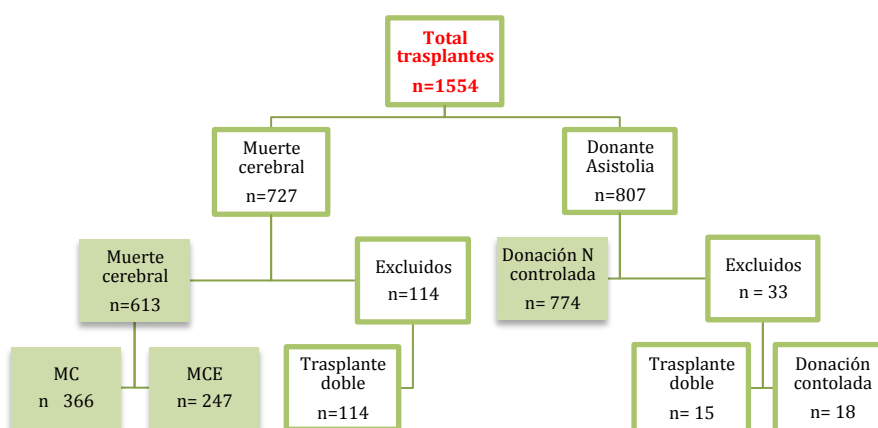 Total
trasplantes
n=1554
Muerte
cerebral
n=727
Donante
Asistolia
n=807
Muerte
cerebral
n=613
Excluidos
n=114
Donación N
controlada
n= 774
Excluidos
n = 33
MC
n 366
MCE
n= 247
Trasplante
doble
n=114
Trasplante
doble
n= 15
Donación
contolada
n= 18